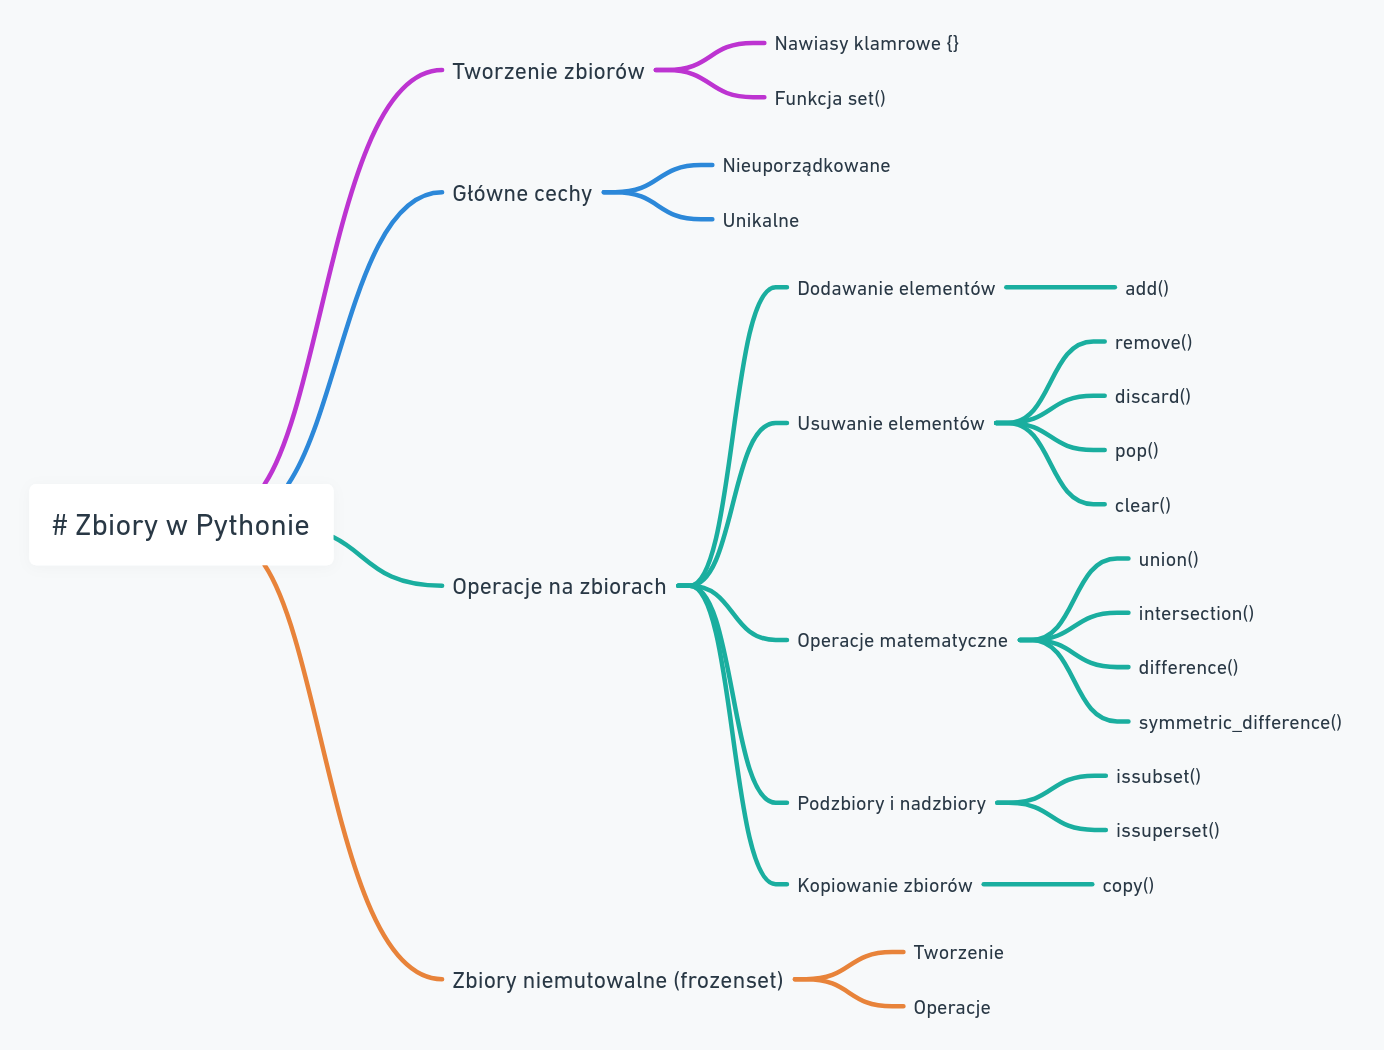 # Zbiory w Pythonie
Tworzenie zbiorów
Nawiasy klamrowe {}
Funkcja set()
Główne cechy
Nieuporządkowane
Unikalne
Operacje na zbiorach
Dodawanie elementów
add()
Usuwanie elementów
remove()
discard()
pop()
clear()
Operacje matematyczne
union()
intersection()
difference()
symmetric_difference()
Podzbiory i nadzbiory
issubset()
issuperset()
Kopiowanie zbiorów
copy()
Zbiory niemutowalne (frozenset)
Tworzenie
Operacje